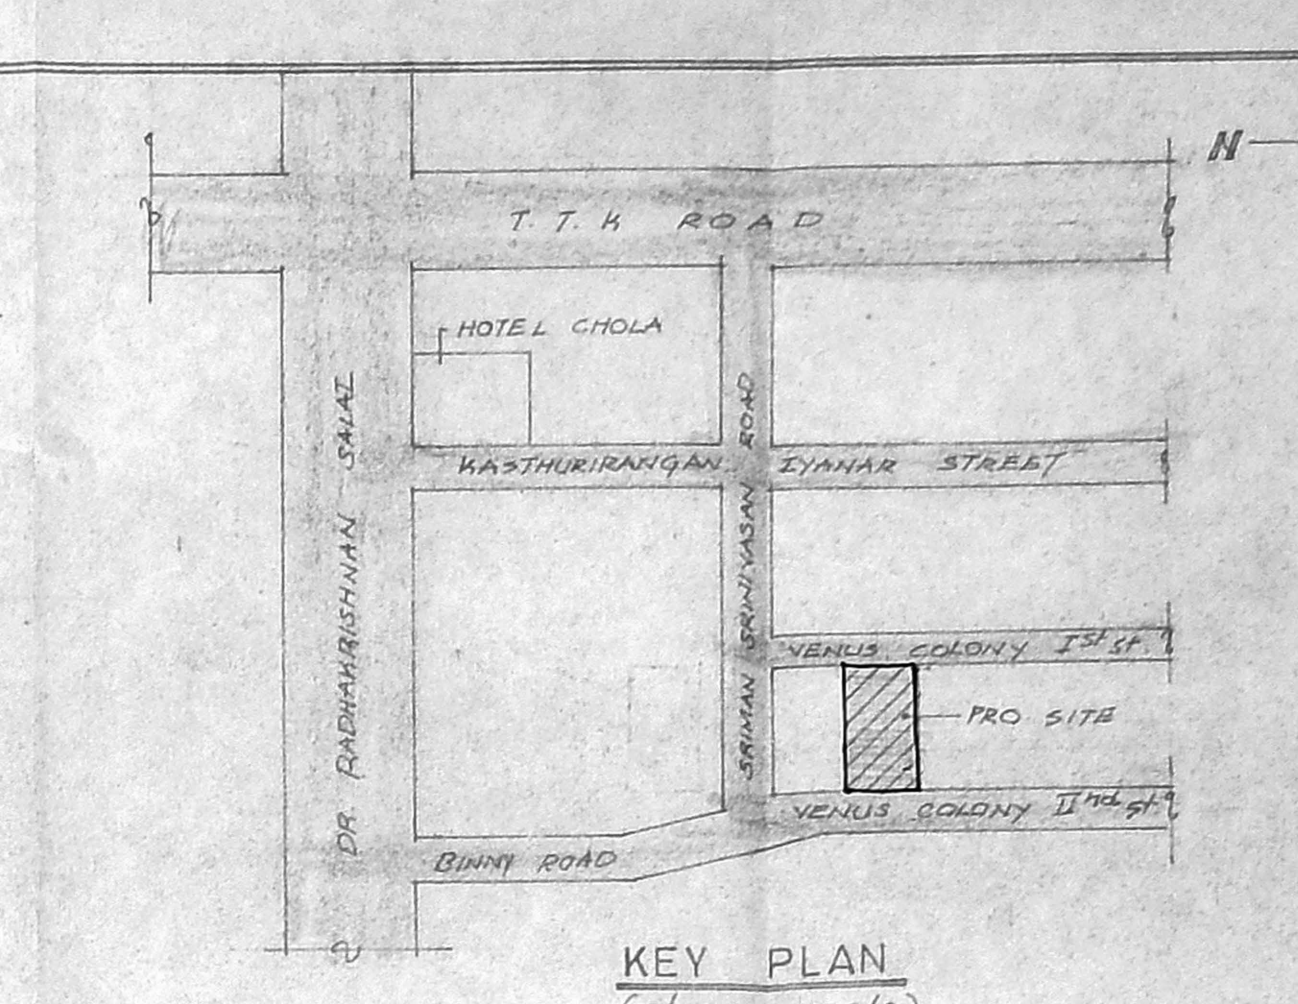 N
T. T. K ROAD
HOTEL CHOLA
KASTHURIRANGAN
IYANAR STREET
DR. RADHAKRISHNAN SALAI
SRIMAN SRINIVASAN ROAD
VENUS COLONY Ist St.
PRO SITE
VENUS COLONY IInd St.
BINNY ROAD
KEY PLAN